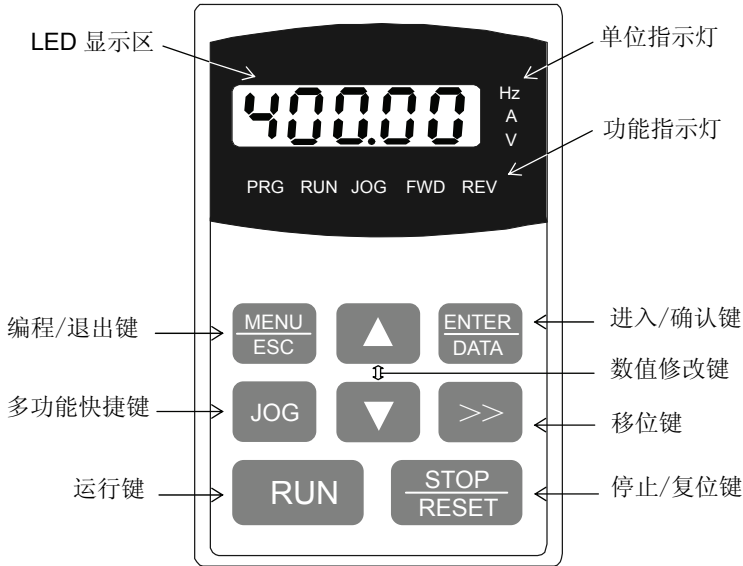 LED 显示区
单位指示灯
400.00
Hz
A
V
功能指示灯
PRG RUN JOG FWD REV
编程/退出键
MENU
ESC
ENTER
DATA
进入/确认键
数值修改键
多功能快捷键
JOG
>>
移位键
运行键
RUN
STOP
RESET
停止/复位键